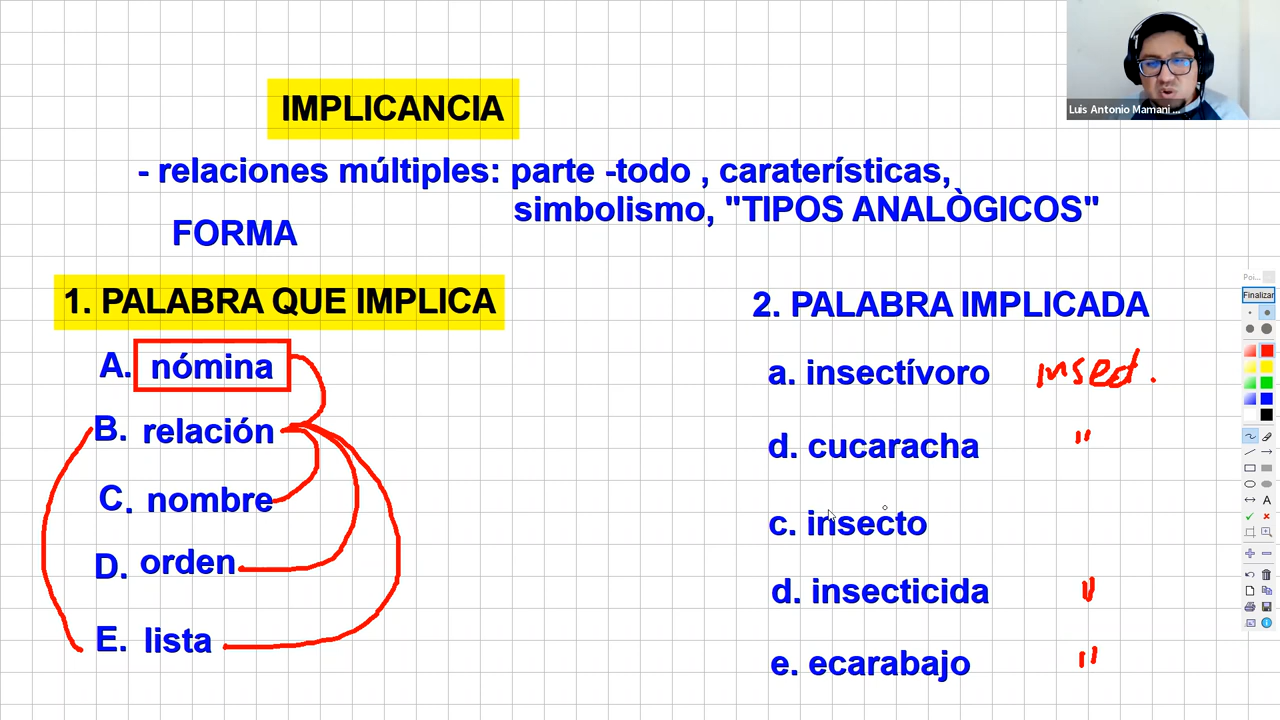 IMPLICANCIA
Luis Antonio Mamani ...
- relaciones múltiples: parte -todo , caraterísticas,
simbolismo, "TIPOS ANALÒGICOS"
FORMA
1. PALABRA QUE IMPLICA
A. nómina
B. relación
C. nombre
D. orden
E. lista
2. PALABRA IMPLICADA
a. insectívoro insect.
d. cucaracha "
c. insecto
d. insecticida "
e. ecarabajo "
Poi...
Finalizar
A